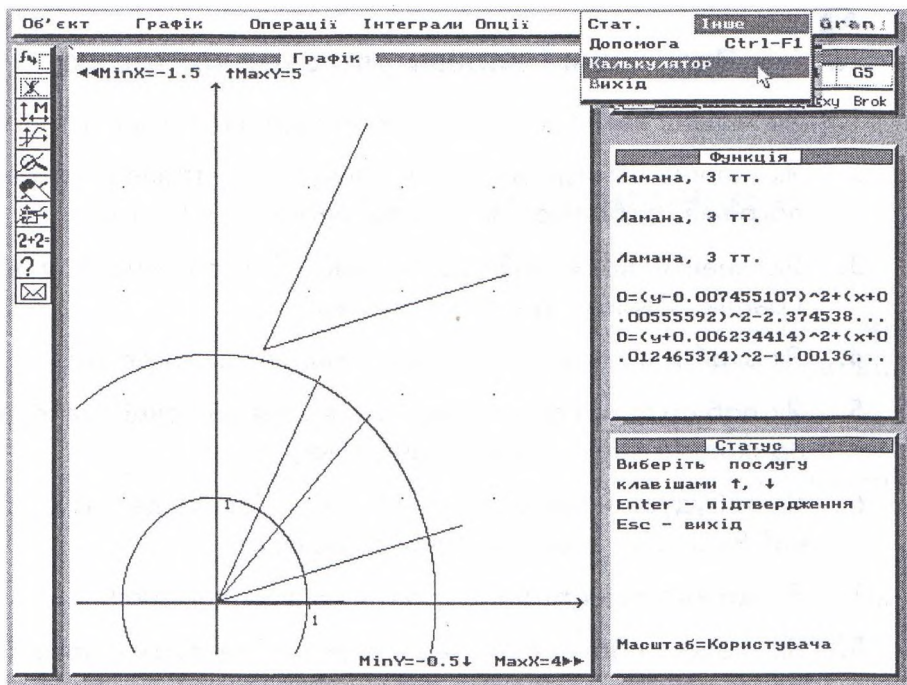 Об'єкт Графік Операції Інтеграли Опції Стат. Інше Gran
Допомога Ctrl-F1
Калькулятор
Вихід
G5
Brok
2+2=
?
Графік
◄◄MinX=-1.5 ↑MaxY=5
1
MinY=-0.5↓ MaxX=4►►
Функція
Ламана, 3 тт.
Ламана, 3 тт.
Ламана, 3 тт.
0=(y-0.007455107)^2+(x+0
.00555592)^2-2.374538...
0=(y+0.006234414)^2+(x+0
.012465374)^2-1.00136...
Статус
Виберіть послугу
клавішами ↑, ↓
Enter - підтвердження
Esc - вихід
Масштаб=Користувача